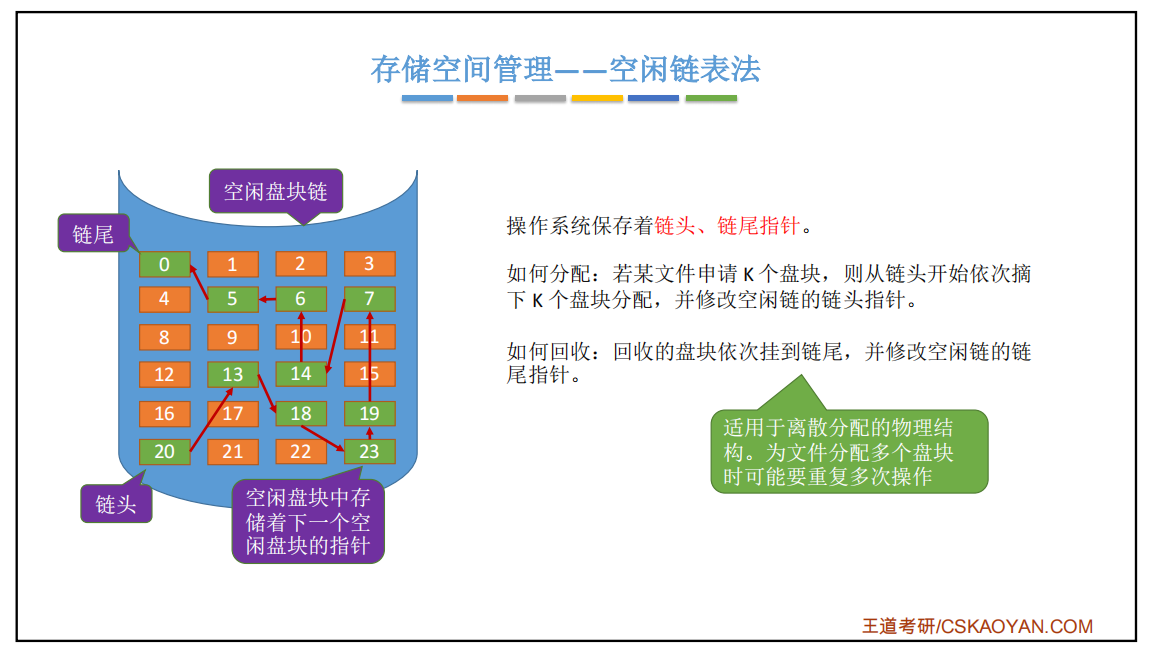 存储空间管理——空闲链表法
空闲盘块链
链尾
0 1 2 3
4 5 6 7
8 9 10 11
12 13 14 15
16 17 18 19
20 21 22 23
链头
空闲盘块中存
储着下一个空
闲盘块的指针
操作系统保存着链头、链尾指针。
如何分配：若某文件申请 K 个盘块，则从链头开始依次摘
下 K 个盘块分配，并修改空闲链的链头指针。
如何回收：回收的盘块依次挂到链尾，并修改空闲链的链
尾指针。
适用于离散分配的物理结
构。为文件分配多个盘块
时可能要重复多次操作
王道考研/CSKAOYAN.COM